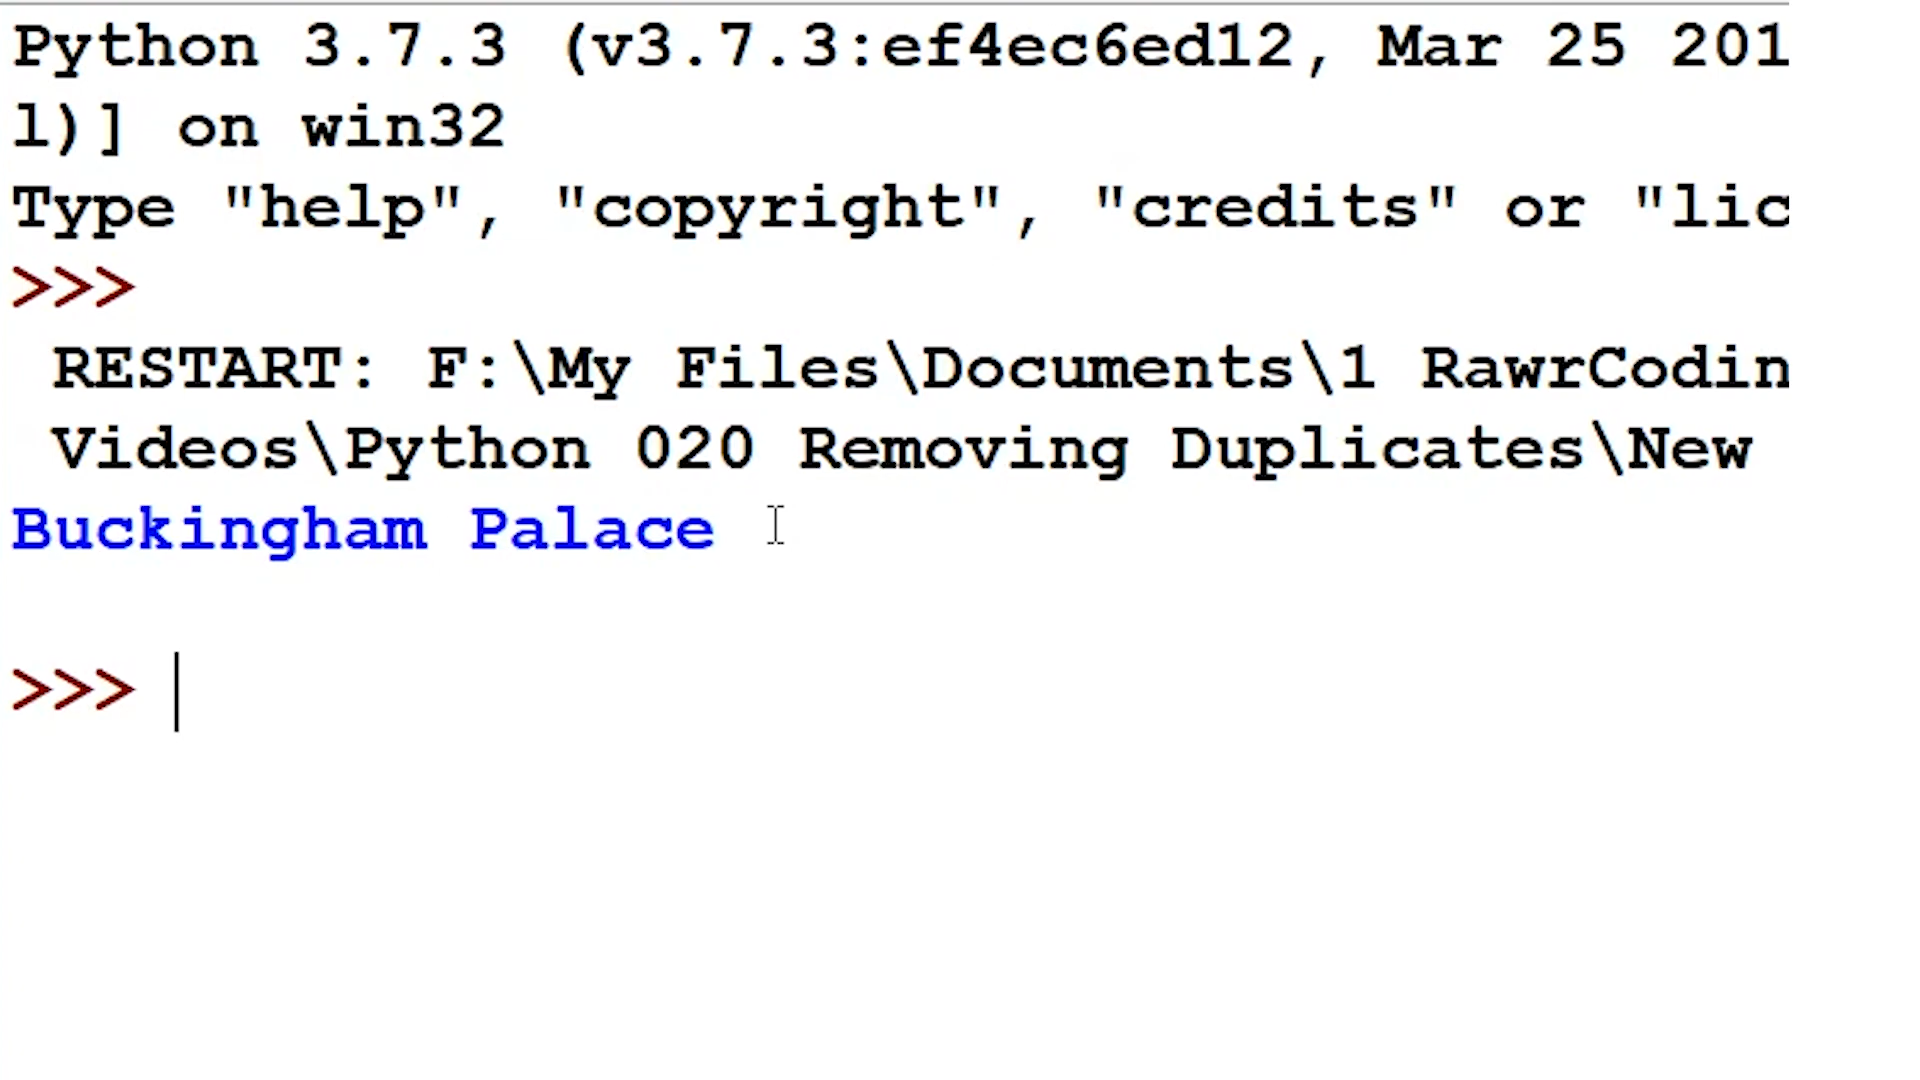 Python 3.7.3 (v3.7.3:ef4ec6ed12, Mar 25 201
l)] on win32
Type "help", "copyright", "credits" or "lic
>>>
RESTART: F:\My Files\Documents\1 RawrCodin
Videos\Python 020 Removing Duplicates\New
Buckingham Palace
>>>